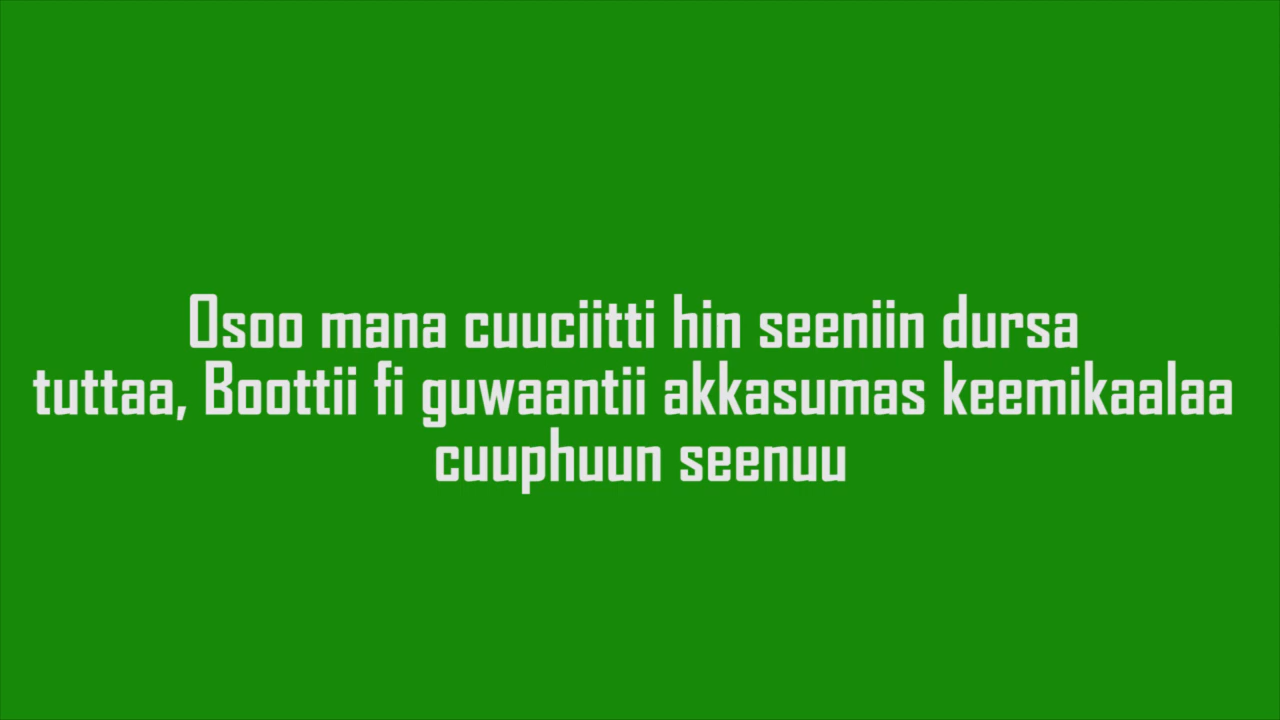 Osoo mana cuuciitti hin seeniin dursa
tuttaa, Boottii fi guwaantii akkasumas keemikaalaa
cuuphuun seenuu